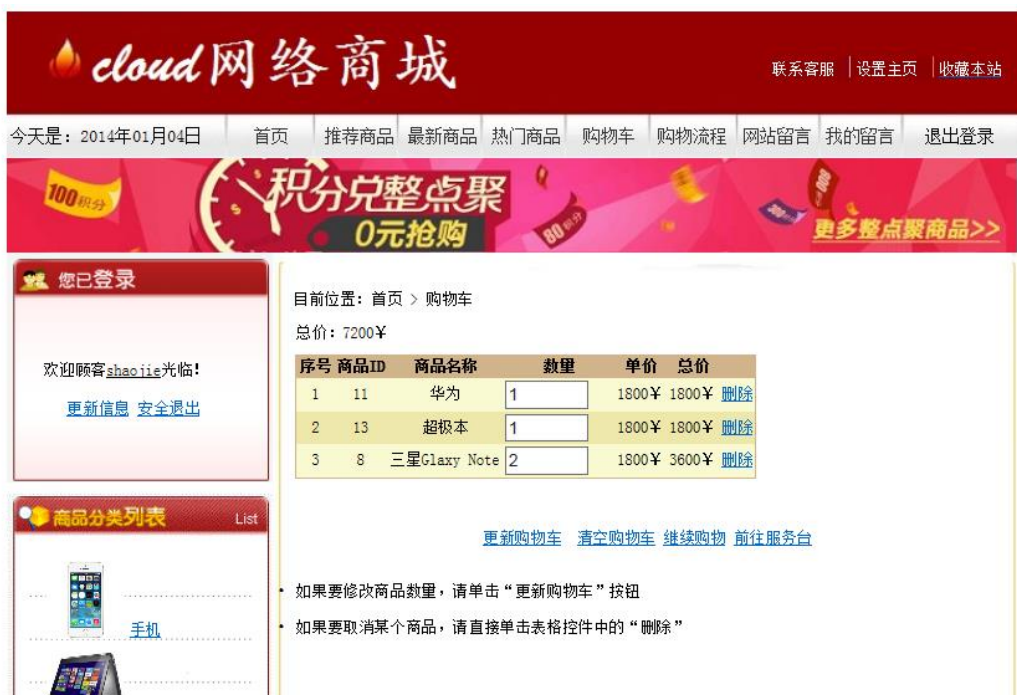 cloud网络商城
联系客服 | 设置主页 | 收藏本站
今天是：2014年01月04日 首页 推荐商品 最新商品 热门商品 购物车 购物流程 网站留言 我的留言 退出登录
100积分
积分兑整点聚
0元抢购
80积分
更多整点聚商品>>
您已登录
欢迎顾客shaojie光临！
更新信息 安全退出
商品分类列表 List
手机
目前位置：首页 > 购物车
总价：7200¥
序号 商品ID 商品名称 数量 单价 总价
1 11 华为 1 1800¥ 1800¥ 删除
2 13 超极本 1 1800¥ 1800¥ 删除
3 8 三星Glaxy Note 2 1800¥ 3600¥ 删除
更新购物车 清空购物车 继续购物 前往服务台
• 如果要修改商品数量，请单击“更新购物车”按钮
• 如果要取消某个商品，请直接单击表格控件中的“删除”